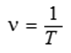 ν = 1/T